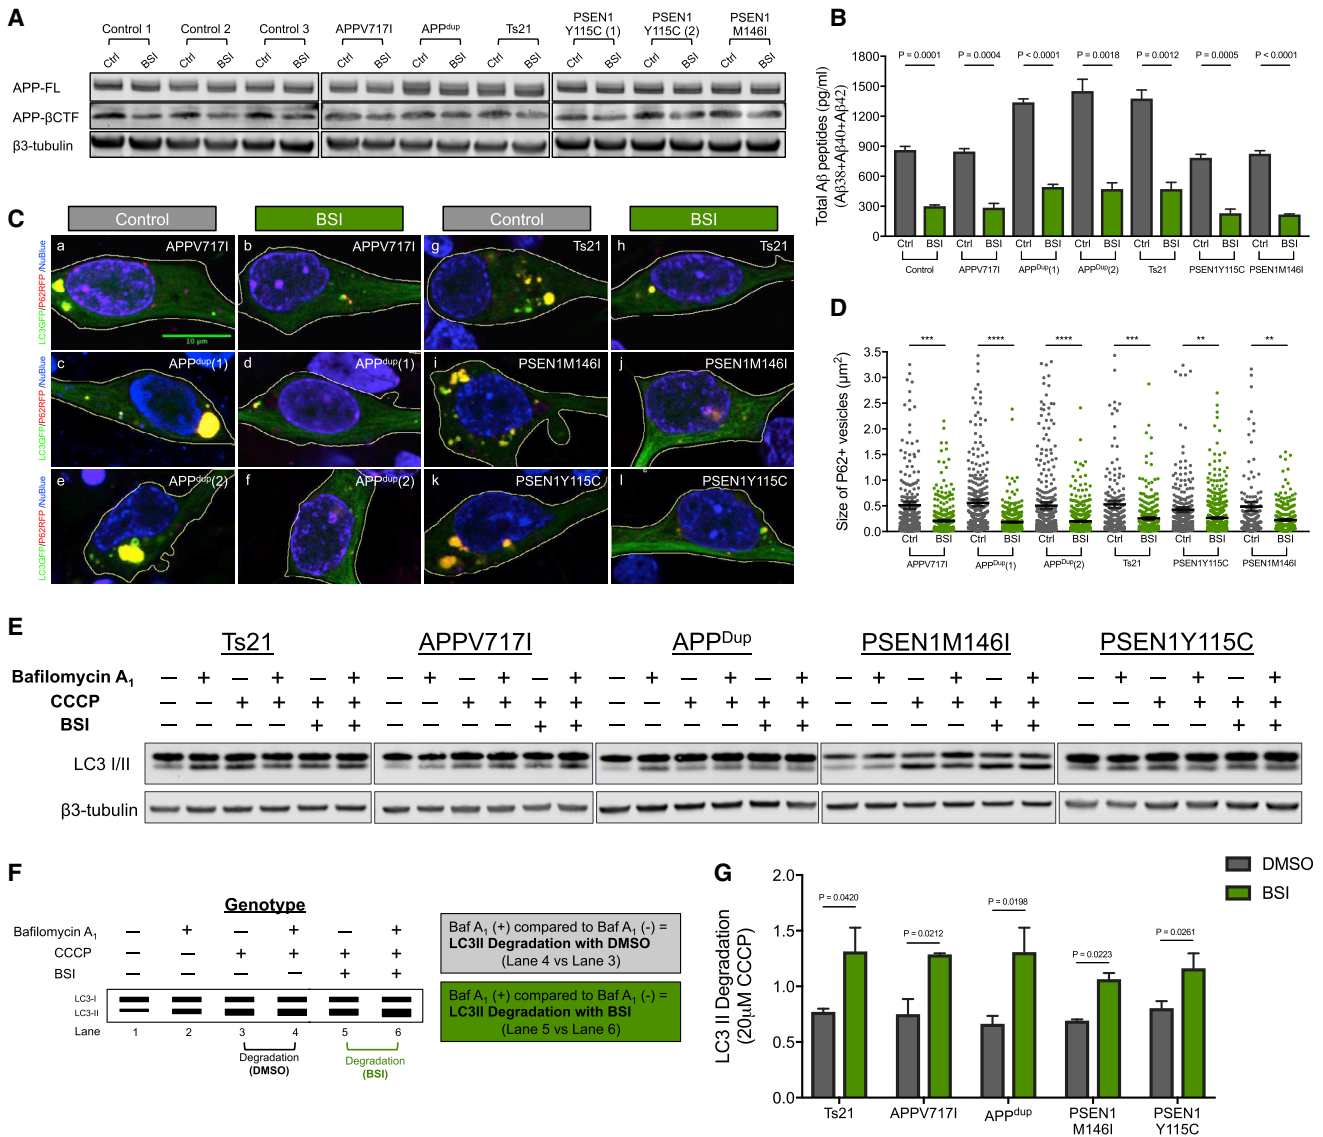 A
Control 1 Control 2 Control 3 APPV717I APPdup Ts21 PSEN1 Y115C (1) PSEN1 Y115C (2) PSEN1 M146I
Ctrl BSI Ctrl BSI Ctrl BSI Ctrl BSI Ctrl BSI Ctrl BSI Ctrl BSI Ctrl BSI Ctrl BSI
APP-FL
APP-βCTF
β3-tubulin
B
Total Aβ peptides (pg/ml)
(Aβ38+Aβ40+Aβ42)
1800
1500
1200
900
600
300
0
P = 0.0001 P = 0.0004 P < 0.0001 P = 0.0018 P = 0.0012 P = 0.0005 P < 0.0001
Ctrl BSI Ctrl BSI Ctrl BSI Ctrl BSI Ctrl BSI Ctrl BSI Ctrl BSI
Control APPV717I APPDup(1) APPDup(2) Ts21 PSEN1Y115C PSEN1M146I
C
Control BSI Control BSI
LC3GFP/P62RFP /NuBlue
a APPV717I b APPV717I g Ts21 h Ts21
10 µm
LC3GFP/P62RFP /NuBlue
c APPdup(1) d APPdup(1) i PSEN1M146I j PSEN1M146I
LC3GFP/P62RFP /NuBlue
e APPdup(2) f APPdup(2) k PSEN1Y115C l PSEN1Y115C
D
Size of P62+ vesicles (µm2)
3.5
3.0
2.5
2.0
1.5
1.0
0.5
0.0
*** **** **** *** ** **
Ctrl BSI Ctrl BSI Ctrl BSI Ctrl BSI Ctrl BSI Ctrl BSI
APPV717I APPDup(1) APPDup(2) Ts21 PSEN1Y115C PSEN1M146I
E
Ts21 APPV717I APPDup PSEN1M146I PSEN1Y115C
Bafilomycin A1 — + — + — + — + — + — + — + — + — + — + — + — + — + — + — +
CCCP — — + + + + — — + + + + — — + + + + — — + + + + — — + + + +
BSI — — — — + + — — — — + + — — — — + + — — — — + + — — — — + +
LC3 I/II
β3-tubulin
F
Genotype
Bafilomycin A1 — + — + — +
CCCP — — + + + +
BSI — — — — + +
LC3-I
LC3-II
Lane 1 2 3 4 5 6
Degradation
(DMSO)
Degradation
(BSI)
Baf A1 (+) compared to Baf A1 (-) =
LC3II Degradation with DMSO
(Lane 4 vs Lane 3)
Baf A1 (+) compared to Baf A1 (-) =
LC3II Degradation with BSI
(Lane 5 vs Lane 6)
G
DMSO
BSI
LC3 II Degradation
(20µM CCCP)
2.0
1.5
1.0
0.5
0.0
P = 0.0420 P = 0.0212 P = 0.0198 P = 0.0223 P = 0.0261
Ts21 APPV717I APPdup PSEN1 M146I PSEN1 Y115C